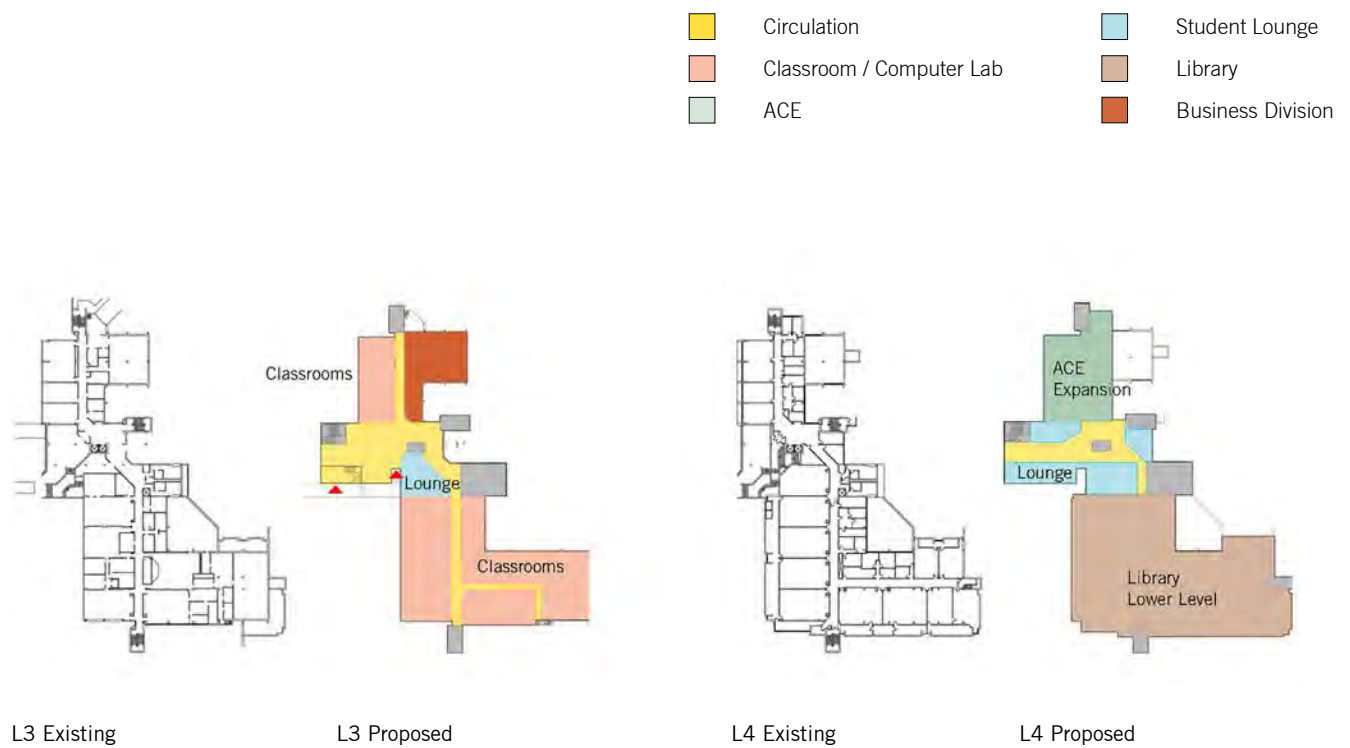 Circulation
Student Lounge
Classroom / Computer Lab
Library
ACE
Business Division
Classrooms
Lounge
Classrooms
ACE
Expansion
Lounge
Library
Lower Level
L3 Existing
L3 Proposed
L4 Existing
L4 Proposed